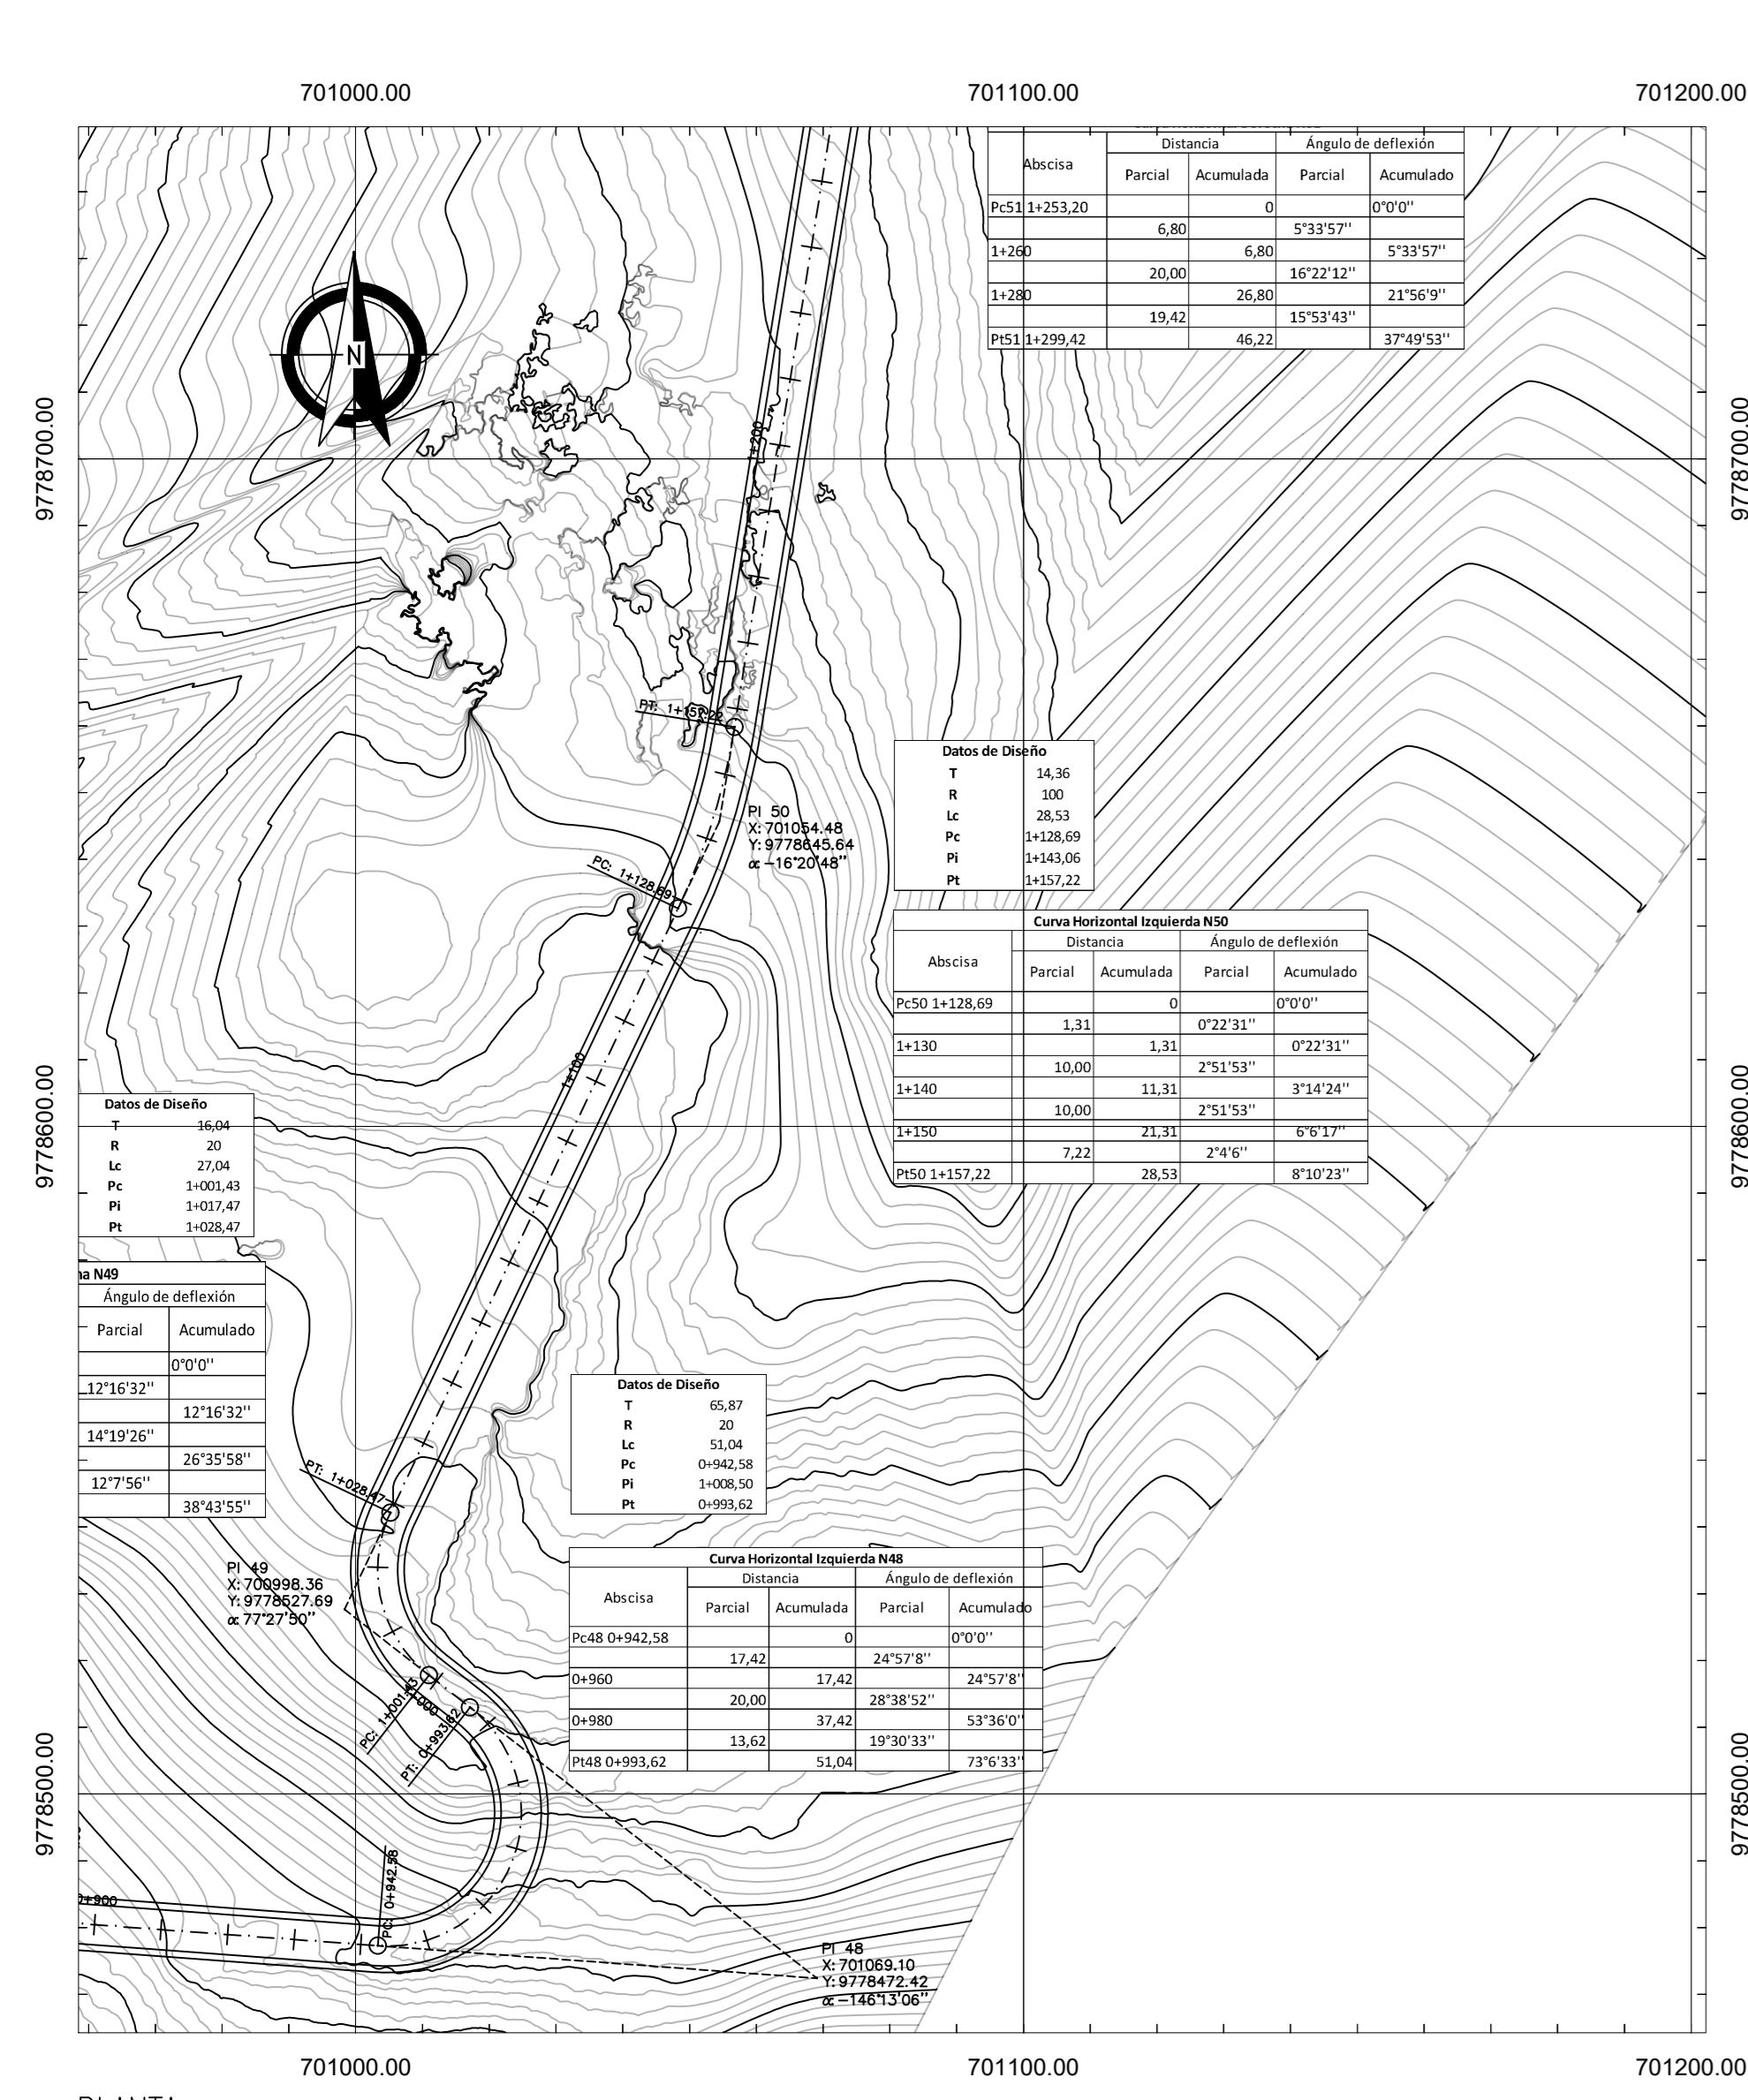 701000.00 701100.00 701200.00
Distancia Ángulo de deflexión
Abscisa Parcial Acumulada Parcial Acumulado
Pc51 1+253,20 0 0°0'0''
6,80 5°33'57''
1+260 6,80 5°33'57''
20,00 16°22'12''
1+280 26,80 21°56'9''
19,42 15°53'43''
Pt51 1+299,42 46,22 37°49'53''
N
9778700.00
9778700.00
1+200
PT: 1+157.22
Datos de Diseño
T 14,36
R 100
Lc 28,53
Pc 1+128,69
Pi 1+143,06
Pt 1+157,22
PI 50
X: 701054.48
Y: 9778645.64
α: -16°20'48''
PC: 1+128.69
Curva Horizontal Izquierda N50
Distancia Ángulo de deflexión
Abscisa Parcial Acumulada Parcial Acumulado
Pc50 1+128,69 0 0°0'0''
1,31 0°22'31''
1+130 1,31 0°22'31''
10,00 2°51'53''
1+140 11,31 3°14'24''
10,00 2°51'53''
1+150 21,31 6°6'17''
7,22 2°4'6''
Pt50 1+157,22 28,53 8°10'23''
1+100
9778600.00
9778600.00
Datos de Diseño
T 16,04
R 20
Lc 27,04
Pc 1+001,43
Pi 1+017,47
Pt 1+028,47
na N49
Ángulo de deflexión
Parcial Acumulado
0°0'0''
12°16'32''
12°16'32''
14°19'26''
26°35'58''
12°7'56''
38°43'55''
Datos de Diseño
T 65,87
R 20
Lc 51,04
Pc 0+942,58
Pi 1+008,50
Pt 0+993,62
PT: 1+028.47
PI 49
X: 700998.36
Y: 9778527.69
α: 77°27'50''
Curva Horizontal Izquierda N48
Distancia Ángulo de deflexión
Abscisa Parcial Acumulada Parcial Acumulado
Pc48 0+942,58 0 0°0'0''
17,42 24°57'8''
0+960 17,42 24°57'8''
20,00 28°38'52''
0+980 37,42 53°36'0''
13,62 19°30'33''
Pt48 0+993,62 51,04 73°6'33''
PC: 1+001.43
PT: 0+993.62
9778500.00
9778500.00
PC: 0+942.58
0+900
PI 48
X: 701069.10
Y: 9778472.42
α: -146°13'06''
701000.00 701100.00 701200.00